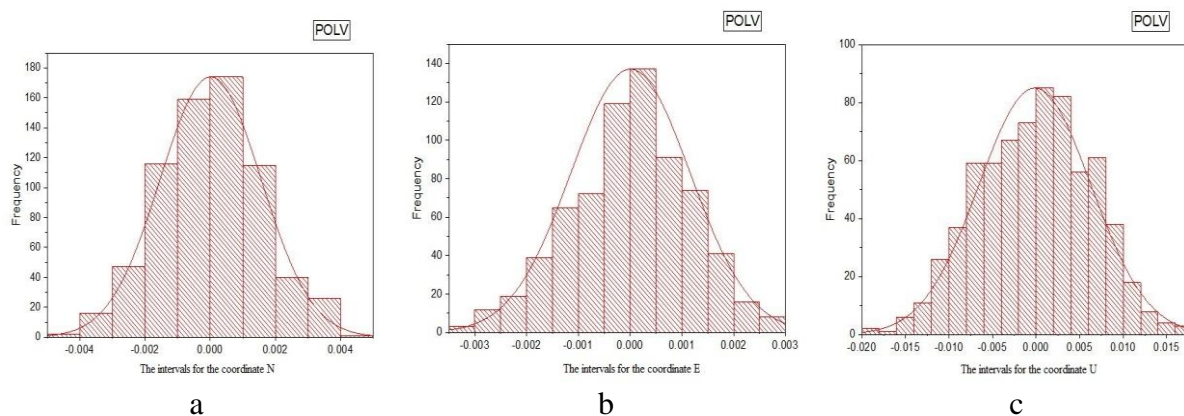 POLV
180
160
140
120
100
80
60
40
20
0
Frequency
-0.004 -0.002 0.000 0.002 0.004
The intervals for the coordinate N
a
POLV
140
120
100
80
60
40
20
0
Frequency
-0.003 -0.002 -0.001 0.000 0.001 0.002 0.003
The intervals for the coordinate E
b
POLV
100
80
60
40
20
0
Frequency
-0.020 -0.015 -0.010 -0.005 0.000 0.005 0.010 0.015
The intervals for the coordinate U
c